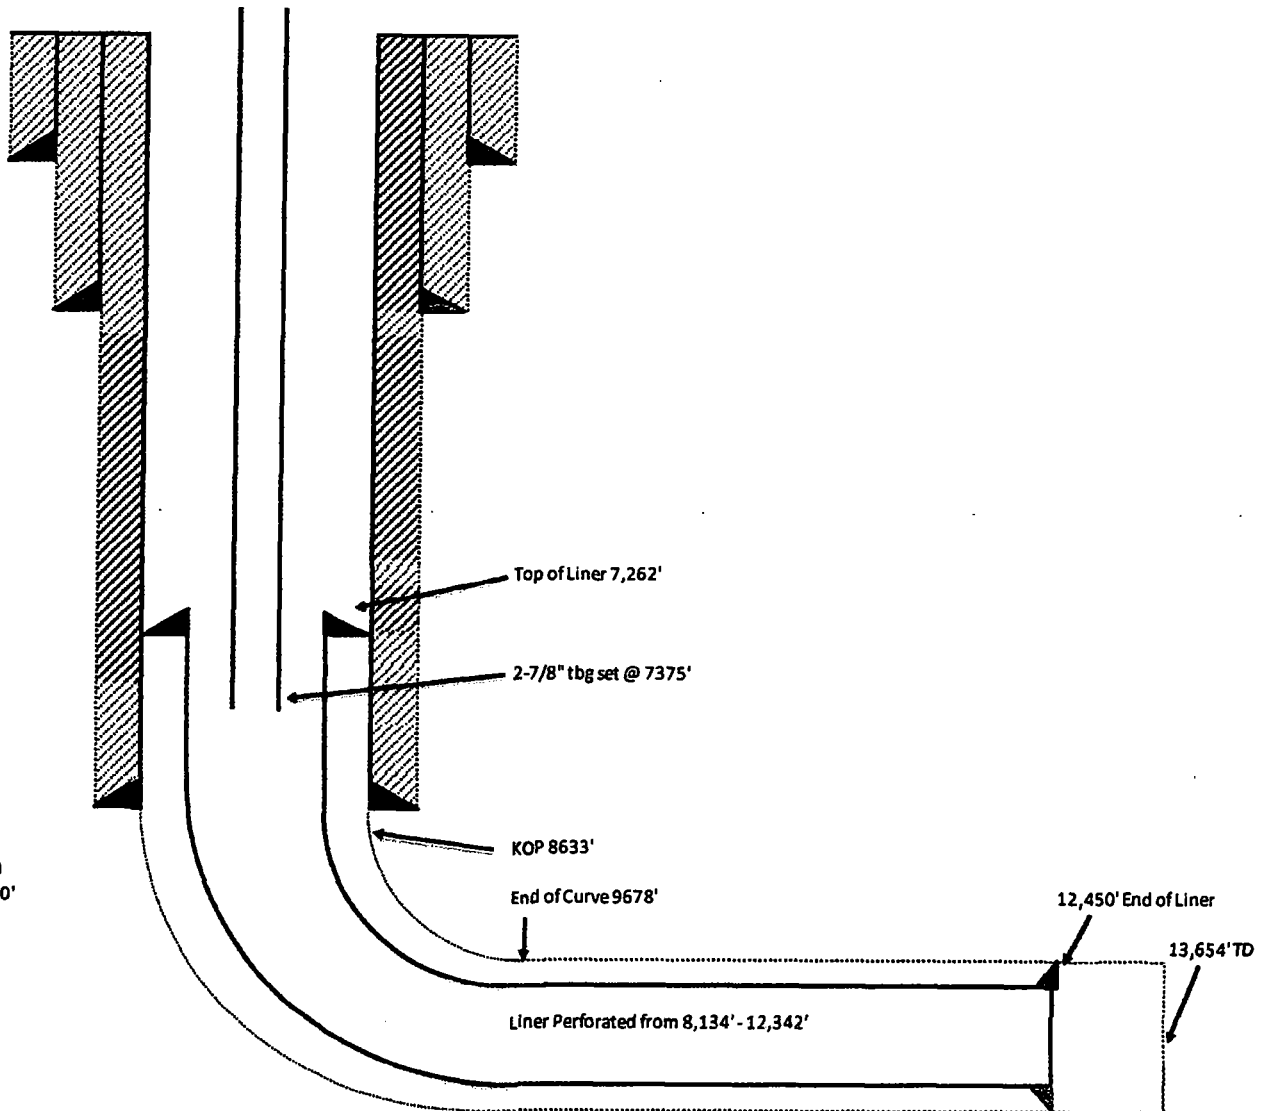 Top of Liner 7,262'
2-7/8" tbg set @ 7375'
KOP 8633'
0'
End of Curve 9678'
12,450' End of Liner
13,654' TD
Liner Perforated from 8,134' - 12,342'